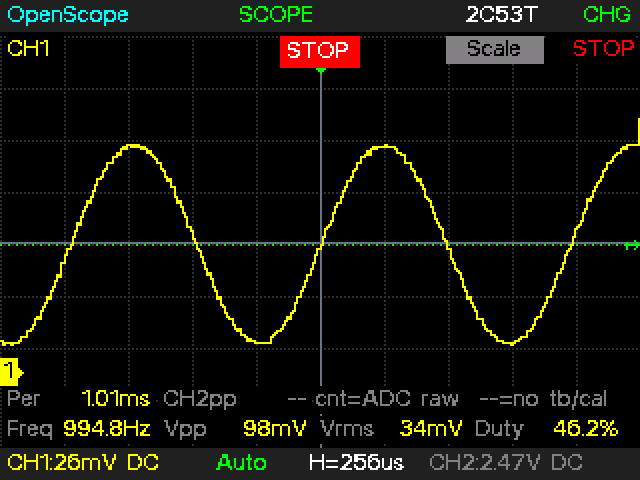 OpenScope SCOPE 2C53T CHG
CH1 STOP Scale STOP
1
Per 1.01ms CH2pp -- cnt=ADC raw --=no tb/cal
Freq 994.8Hz Vpp 98mV Vrms 34mV Duty 46.2%
CH1:26mV DC Auto H=256us CH2:2.47V DC